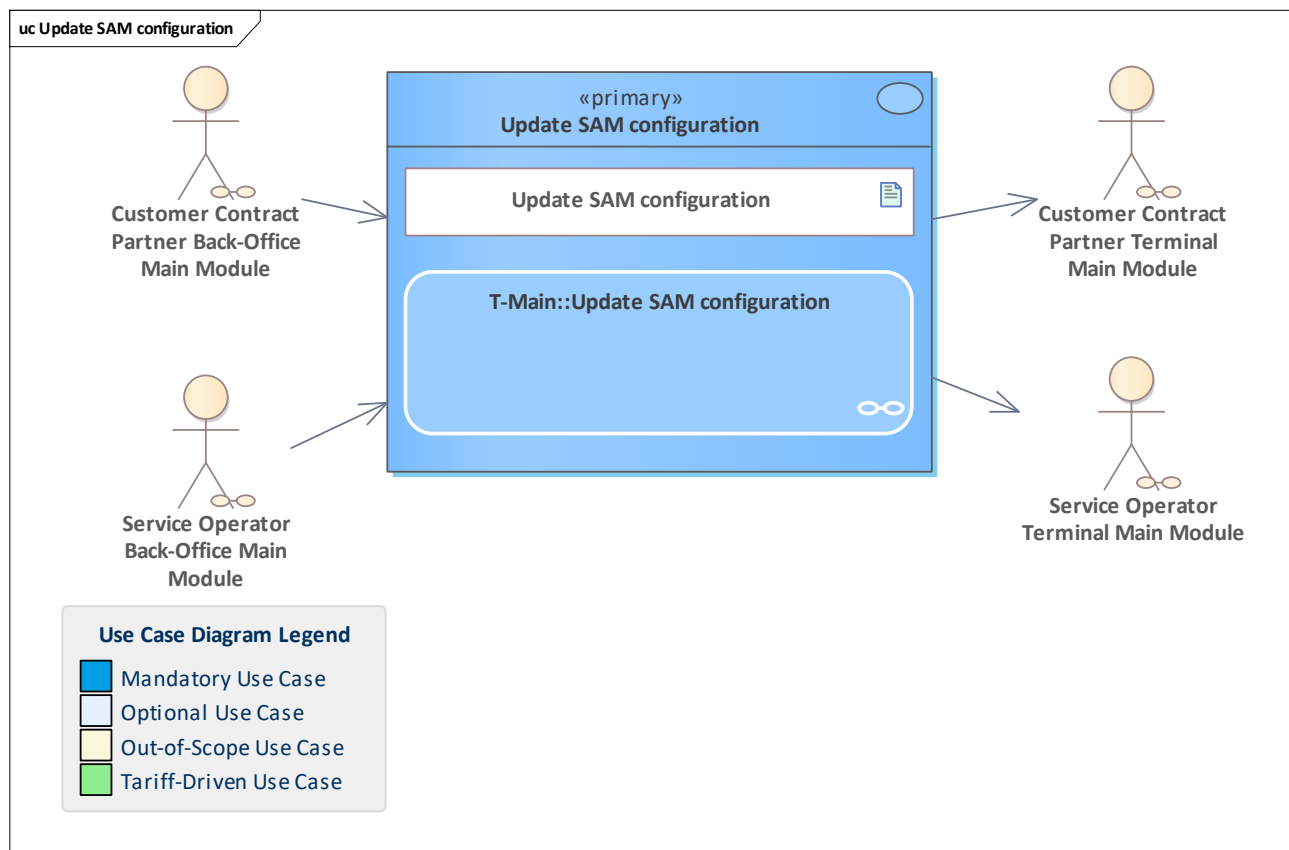 uc Update SAM configuration
«primary»
Update SAM configuration
Update SAM configuration
T-Main::Update SAM configuration
Customer Contract
Partner Back-Office
Main Module
Customer Contract
Partner Terminal
Main Module
Service Operator
Back-Office Main
Module
Service Operator
Terminal Main Module
Use Case Diagram Legend
Mandatory Use Case
Optional Use Case
Out-of-Scope Use Case
Tariff-Driven Use Case